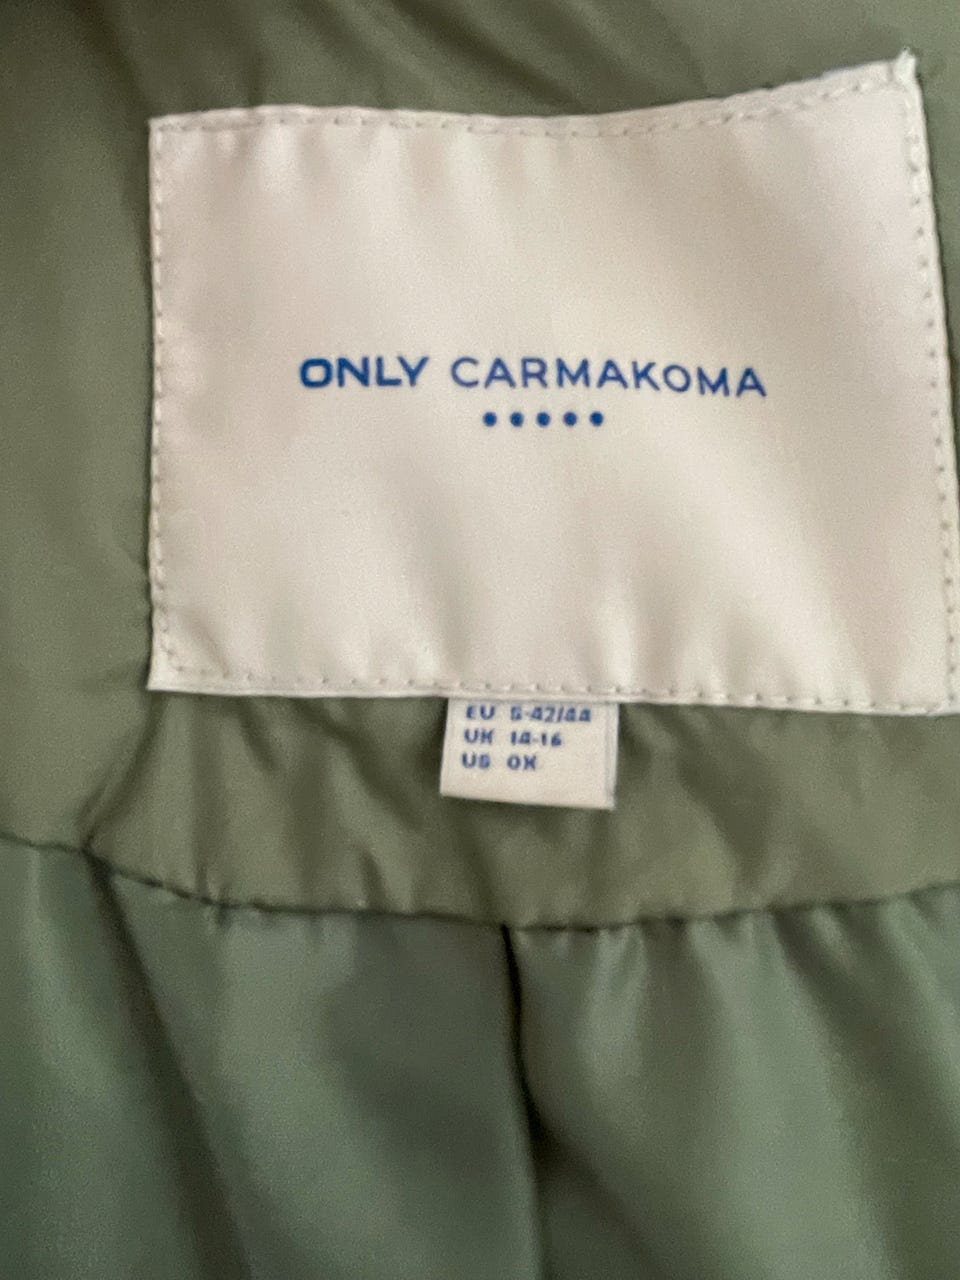 ONLY CARMAKOMA
EU S-42/44
UK 14-16
US 0X